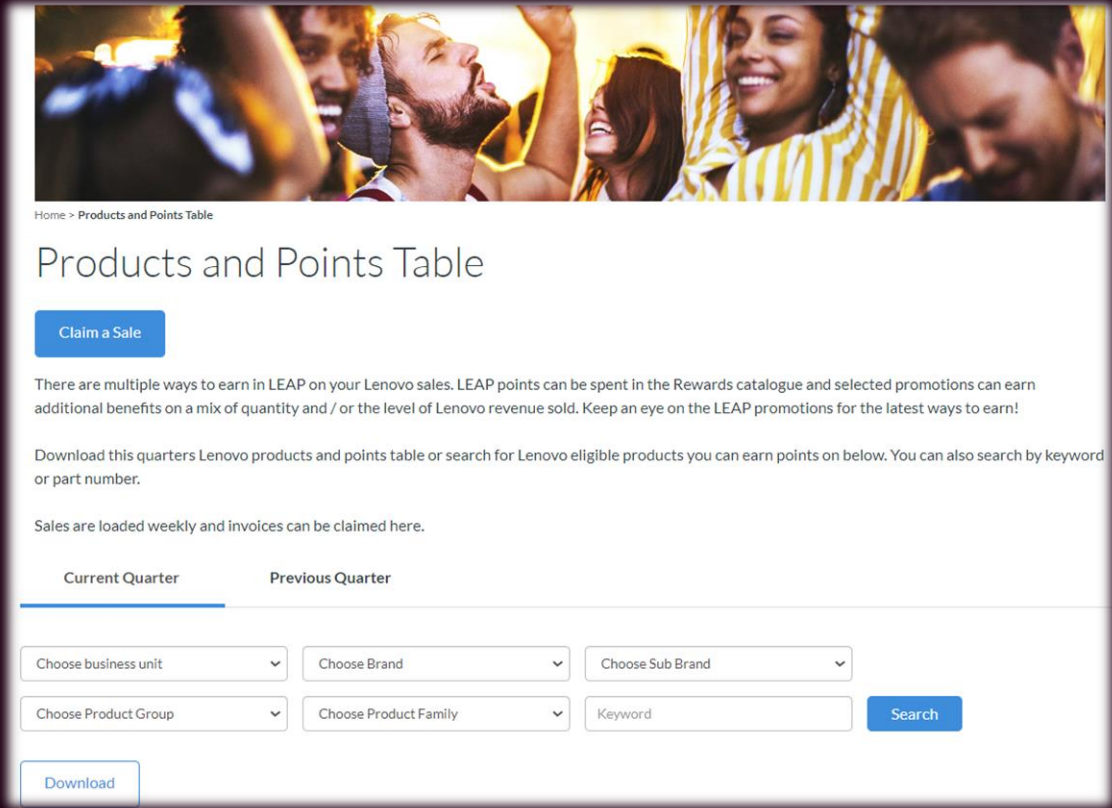 Home > Products and Points Table
Products and Points Table
Claim a Sale
There are multiple ways to earn in LEAP on your Lenovo sales. LEAP points can be spent in the Rewards catalogue and selected promotions can earn
additional benefits on a mix of quantity and / or the level of Lenovo revenue sold. Keep an eye on the LEAP promotions for the latest ways to earn!
Download this quarters Lenovo products and points table or search for Lenovo eligible products you can earn points on below. You can also search by keyword
or part number.
Sales are loaded weekly and invoices can be claimed here.
Current Quarter Previous Quarter
Choose business unit Choose Brand Choose Sub Brand
Choose Product Group Choose Product Family Keyword Search
Download